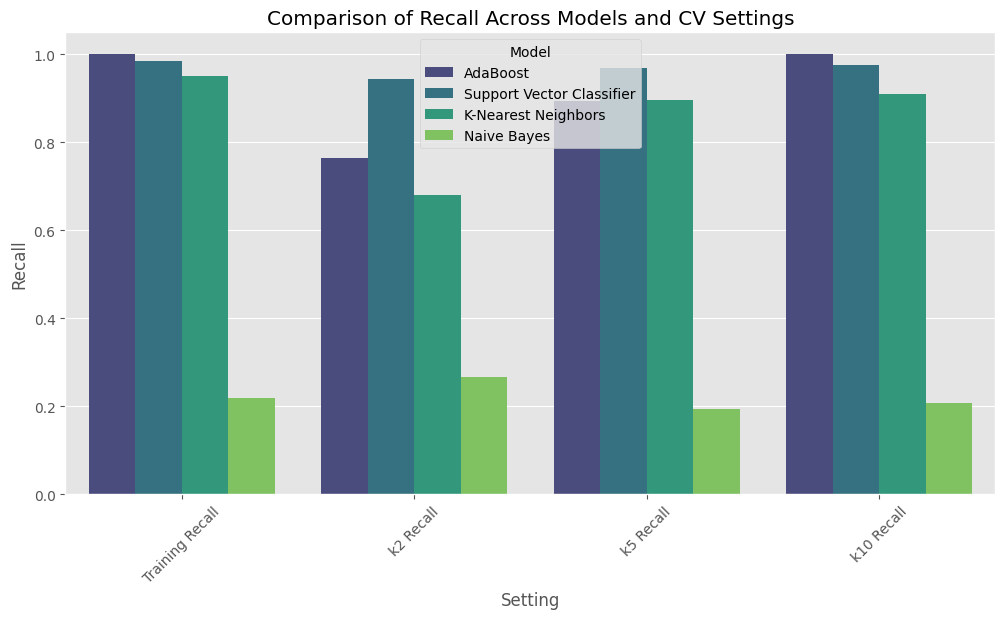 Comparison of Recall Across Models and CV Settings
Model
AdaBoost
Support Vector Classifier
K-Nearest Neighbors
Naive Bayes
Recall
1.0
0.8
0.6
0.4
0.2
0.0
Training Recall
k2 Recall
k5 Recall
k10 Recall
Setting